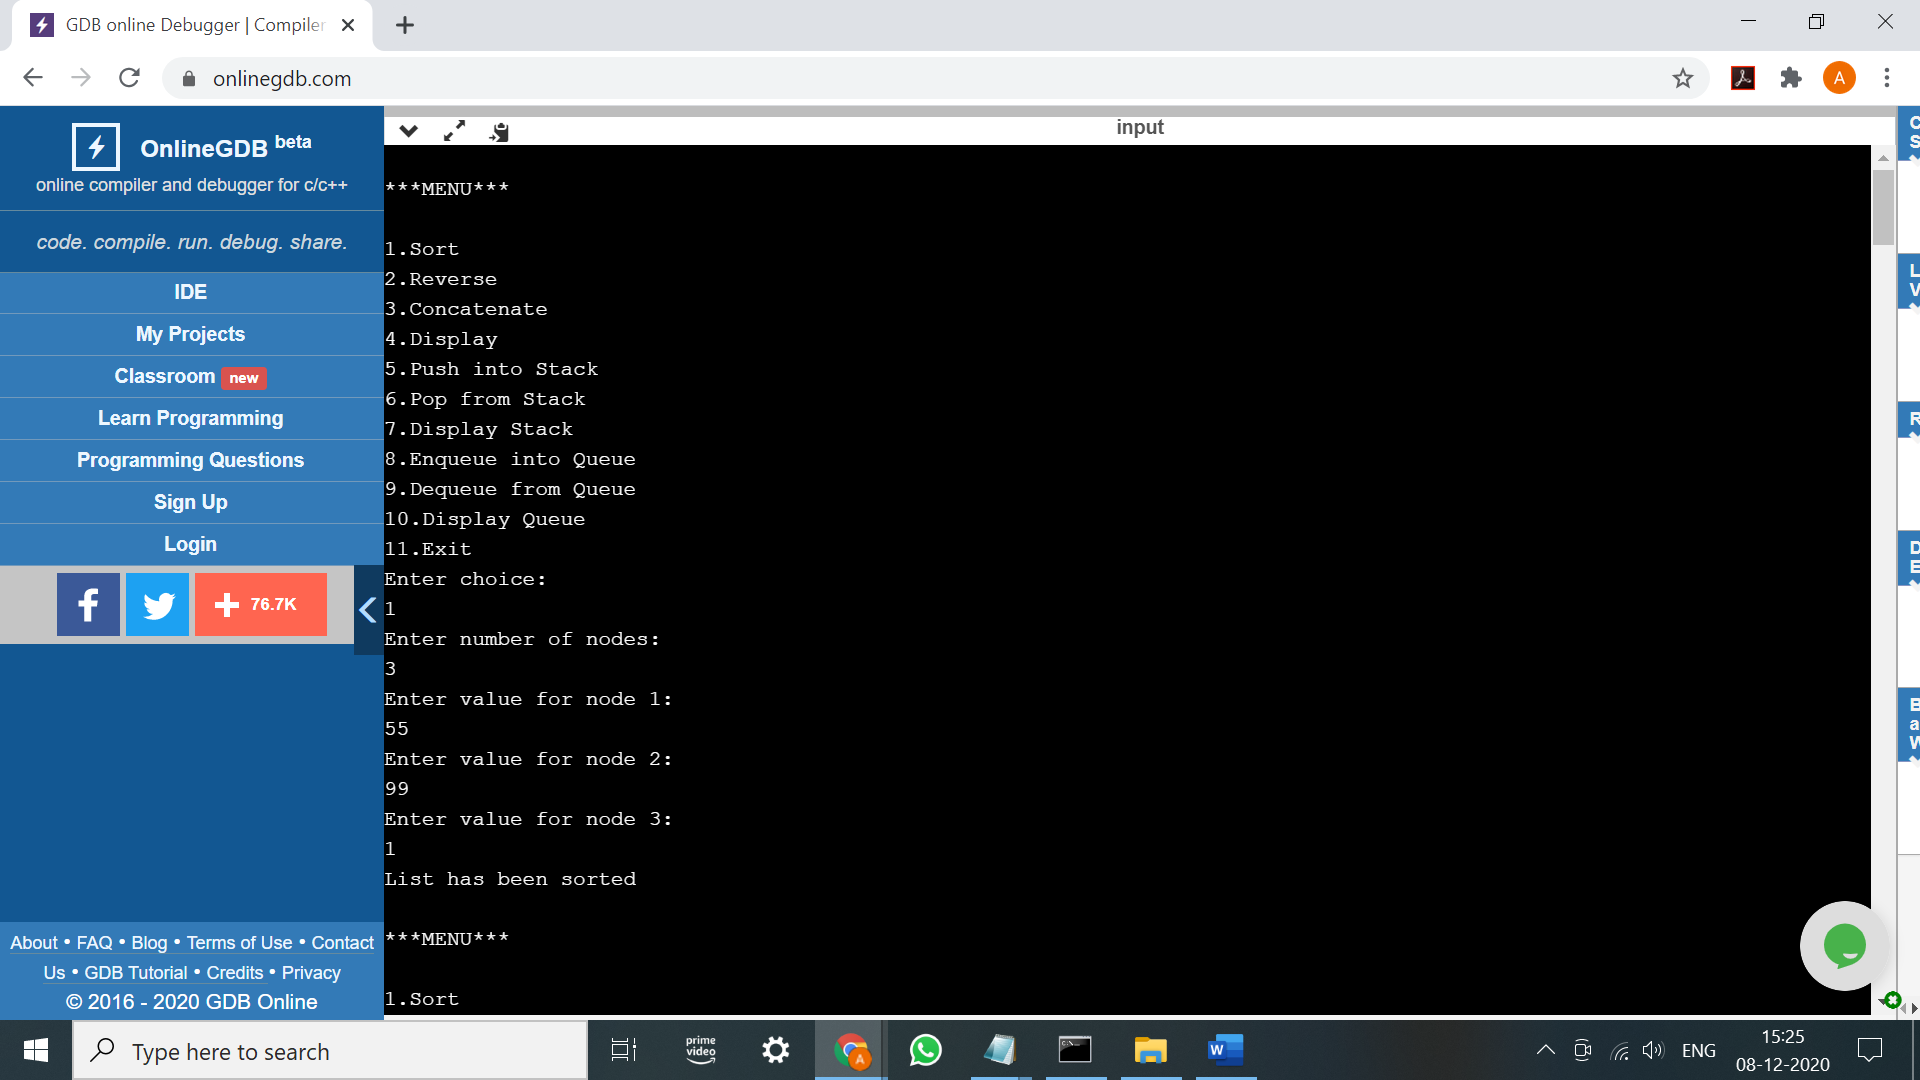 GDB online Debugger | Compiler
onlinegdb.com
A
OnlineGDB beta
online compiler and debugger for c/c++
code. compile. run. debug. share.
IDE
My Projects
Classroom new
Learn Programming
Programming Questions
Sign Up
Login
f
+ 76.7K
About • FAQ • Blog • Terms of Use • Contact
Us • GDB Tutorial • Credits • Privacy
© 2016 - 2020 GDB Online
input
***MENU***
1.Sort
2.Reverse
3.Concatenate
4.Display
5.Push into Stack
6.Pop from Stack
7.Display Stack
8.Enqueue into Queue
9.Dequeue from Queue
10.Display Queue
11.Exit
Enter choice:
1
Enter number of nodes:
3
Enter value for node 1:
55
Enter value for node 2:
99
Enter value for node 3:
1
List has been sorted
***MENU***
1.Sort
Type here to search
prime
video
A
W
ENG
15:25
08-12-2020